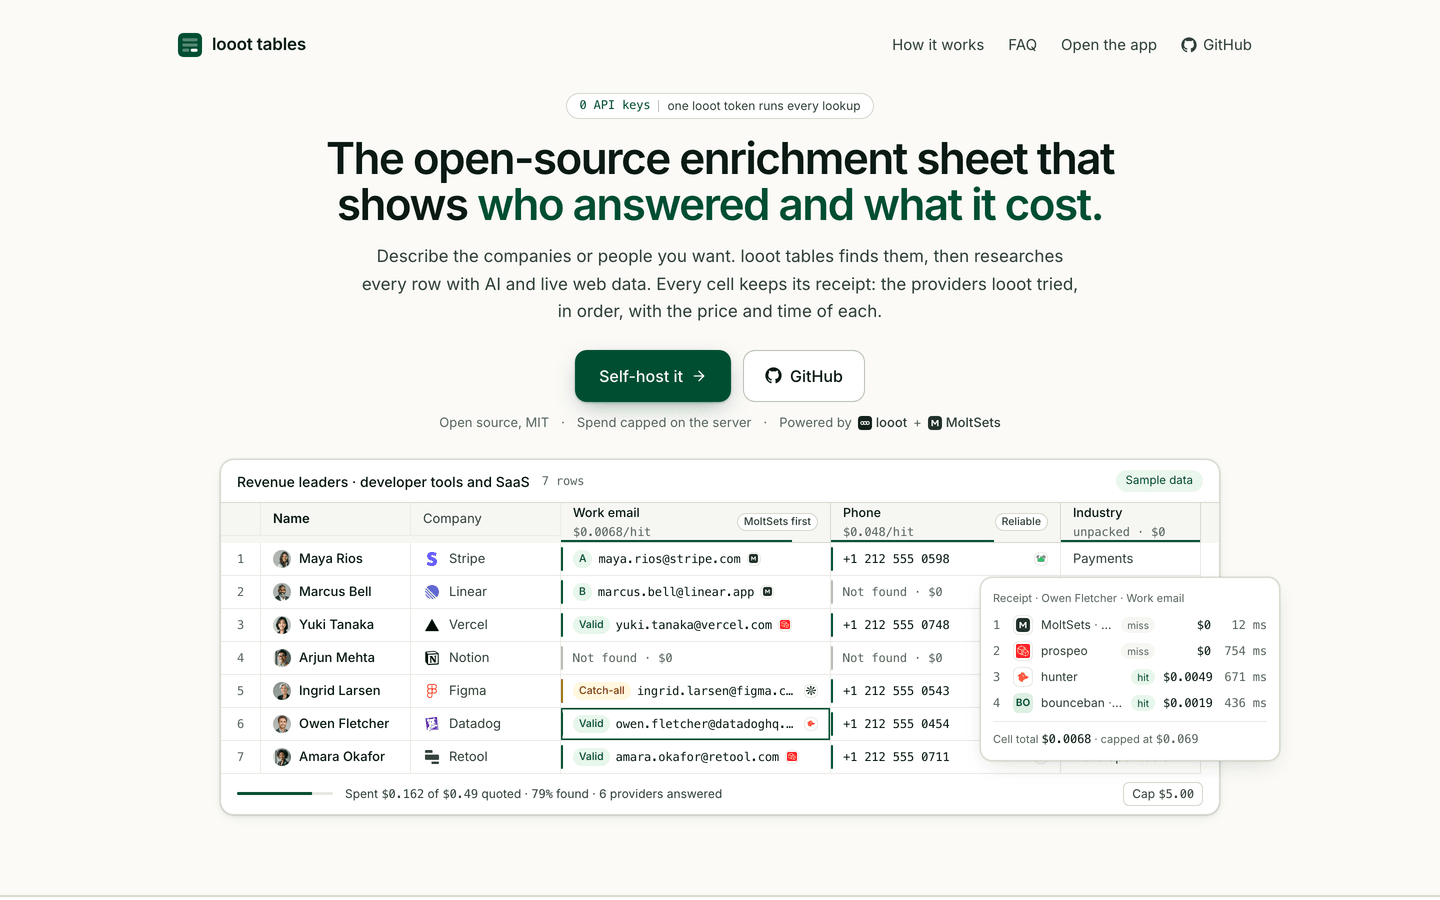 looot tables
How it works
FAQ
Open the app
GitHub
0 API keys | one looot token runs every lookup
The open-source enrichment sheet that
shows who answered and what it cost.
Describe the companies or people you want. looot tables finds them, then researches
every row with AI and live web data. Every cell keeps its receipt: the providers looot tried,
in order, with the price and time of each.
Self-host it →
GitHub
Open source, MIT · Spend capped on the server · Powered by looot + MoltSets
Revenue leaders · developer tools and SaaS 7 rows
Sample data
Name
Company
Work email
$0.0068/hit
MoltSets first
Phone
$0.048/hit
Reliable
Industry
unpacked · $0
1 Maya Rios Stripe A maya.rios@stripe.com +1 212 555 0598 Payments
2 Marcus Bell Linear B marcus.bell@linear.app Not found · $0
3 Yuki Tanaka Vercel Valid yuki.tanaka@vercel.com +1 212 555 0748
4 Arjun Mehta Notion Not found · $0 Not found · $0
5 Ingrid Larsen Figma Catch-all ingrid.larsen@figma.c… +1 212 555 0543
6 Owen Fletcher Datadog Valid owen.fletcher@datadoghq.… +1 212 555 0454
7 Amara Okafor Retool Valid amara.okafor@retool.com +1 212 555 0711
Receipt · Owen Fletcher · Work email
1 M MoltSets · … miss $0 12 ms
2 prospeo miss $0 754 ms
3 hunter hit $0.0049 671 ms
4 BO bounceban ·… hit $0.0019 436 ms
Cell total $0.0068 · capped at $0.069
Spent $0.162 of $0.49 quoted · 79% found · 6 providers answered
Cap $5.00